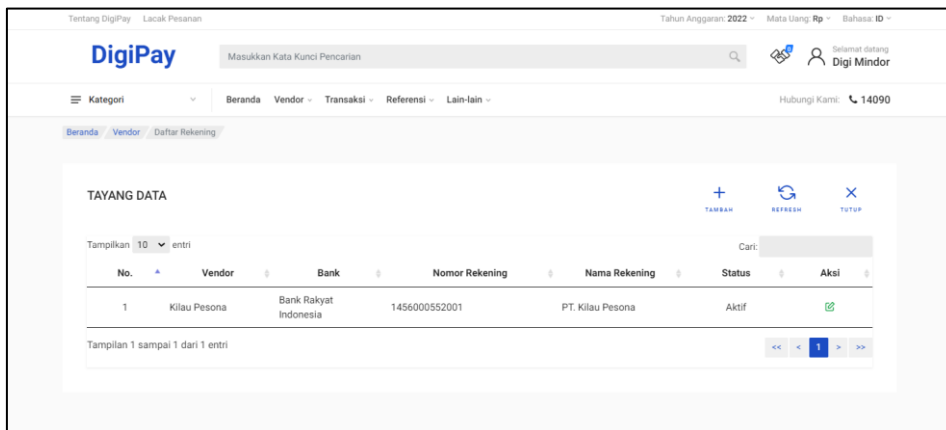 Tentang DigiPay Lacak Pesanan Tahun Anggaran: 2022 Mata Uang: Rp Bahasa: ID
DigiPay Masukkan Kata Kunci Pencarian Selamat datang
Digi Mindor
Kategori Beranda Vendor Transaksi Referensi Lain-lain Hubungi Kami: 14090
Beranda / Vendor / Daftar Rekening
TAYANG DATA
TAMBAH REFRESH TUTUP
Tampilkan 10 entri Cari:
No. Vendor Bank Nomor Rekening Nama Rekening Status Aksi
1 Kilau Pesona Bank Rakyat Indonesia 1456000552001 PT. Kilau Pesona Aktif
Tampilan 1 sampai 1 dari 1 entri << < 1 > >>